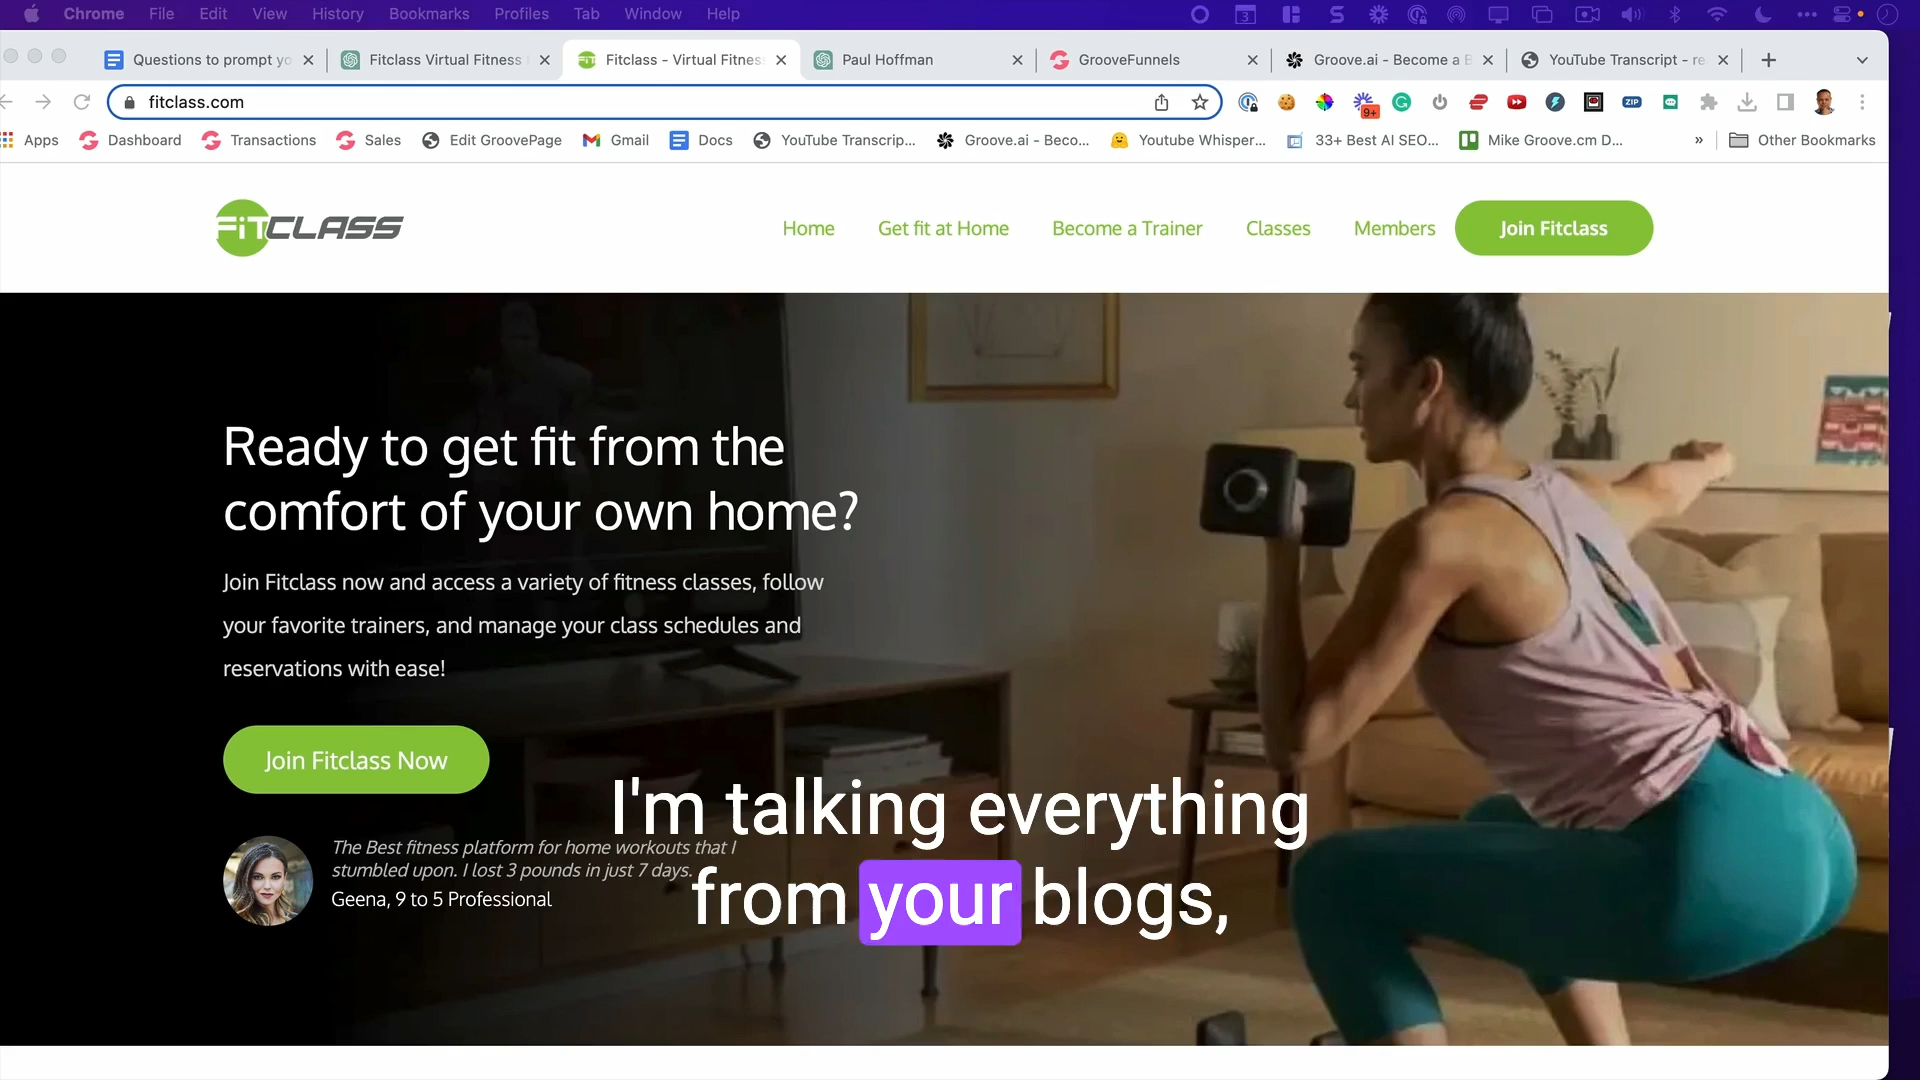 Chrome File Edit View History Bookmarks Profiles Tab Window Help
3
Questions to prompt yo
Fitclass Virtual Fitness
Fitclass - Virtual Fitness
Paul Hoffman
GrooveFunnels
Groove.ai - Become a B
YouTube Transcript - re
fitclass.com
9+
ZIP
Apps Dashboard Transactions Sales Edit GroovePage Gmail Docs YouTube Transcrip... Groove.ai - Beco... Youtube Whisper... 33+ Best AI SEO... Mike Groove.cm D... » Other Bookmarks
FiTCLASS
Home Get fit at Home Become a Trainer Classes Members Join Fitclass
Ready to get fit from the
comfort of your own home?
Join Fitclass now and access a variety of fitness classes, follow
your favorite trainers, and manage your class schedules and
reservations with ease!
Join Fitclass Now
The Best fitness platform for home workouts that I
stumbled upon. I lost 3 pounds in just 7 days.
Geena, 9 to 5 Professional
I'm talking everything
from your blogs,